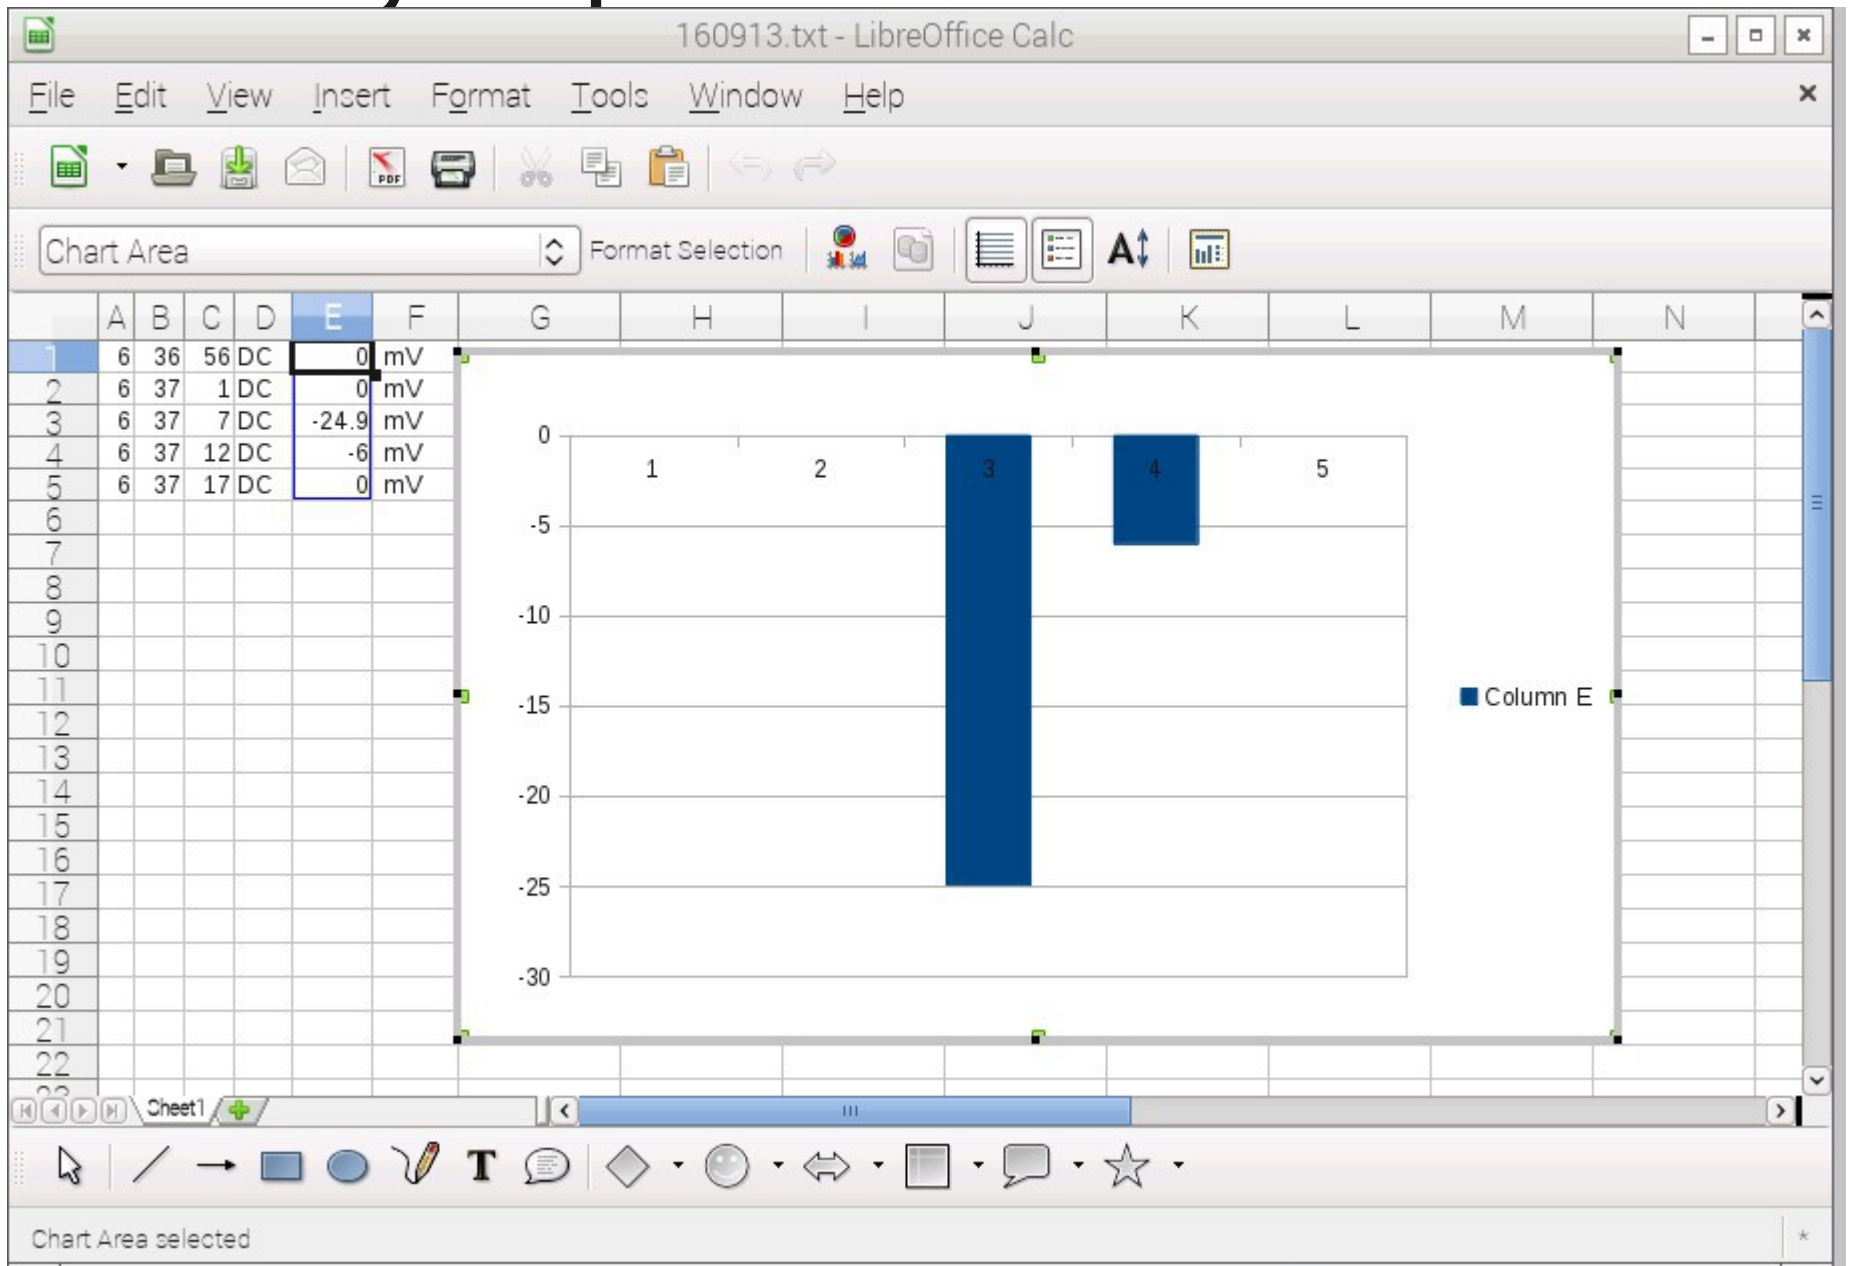 160913.txt - LibreOffice Calc
File Edit View Insert Format Tools Window Help
PDF
Chart Area Format Selection A
A B C D E F G H I J K L M N
1 6 36 56 DC 0 mV
2 6 37 1 DC 0 mV
3 6 37 7 DC -24.9 mV
4 6 37 12 DC -6 mV
5 6 37 17 DC 0 mV
6
7
8
9
10
11
12
13
14
15
16
17
18
19
20
21
22
0
1 2 3 4 5
-5
-10
-15
-20
-25
-30
Column E
Sheet1
T
Chart Area selected *